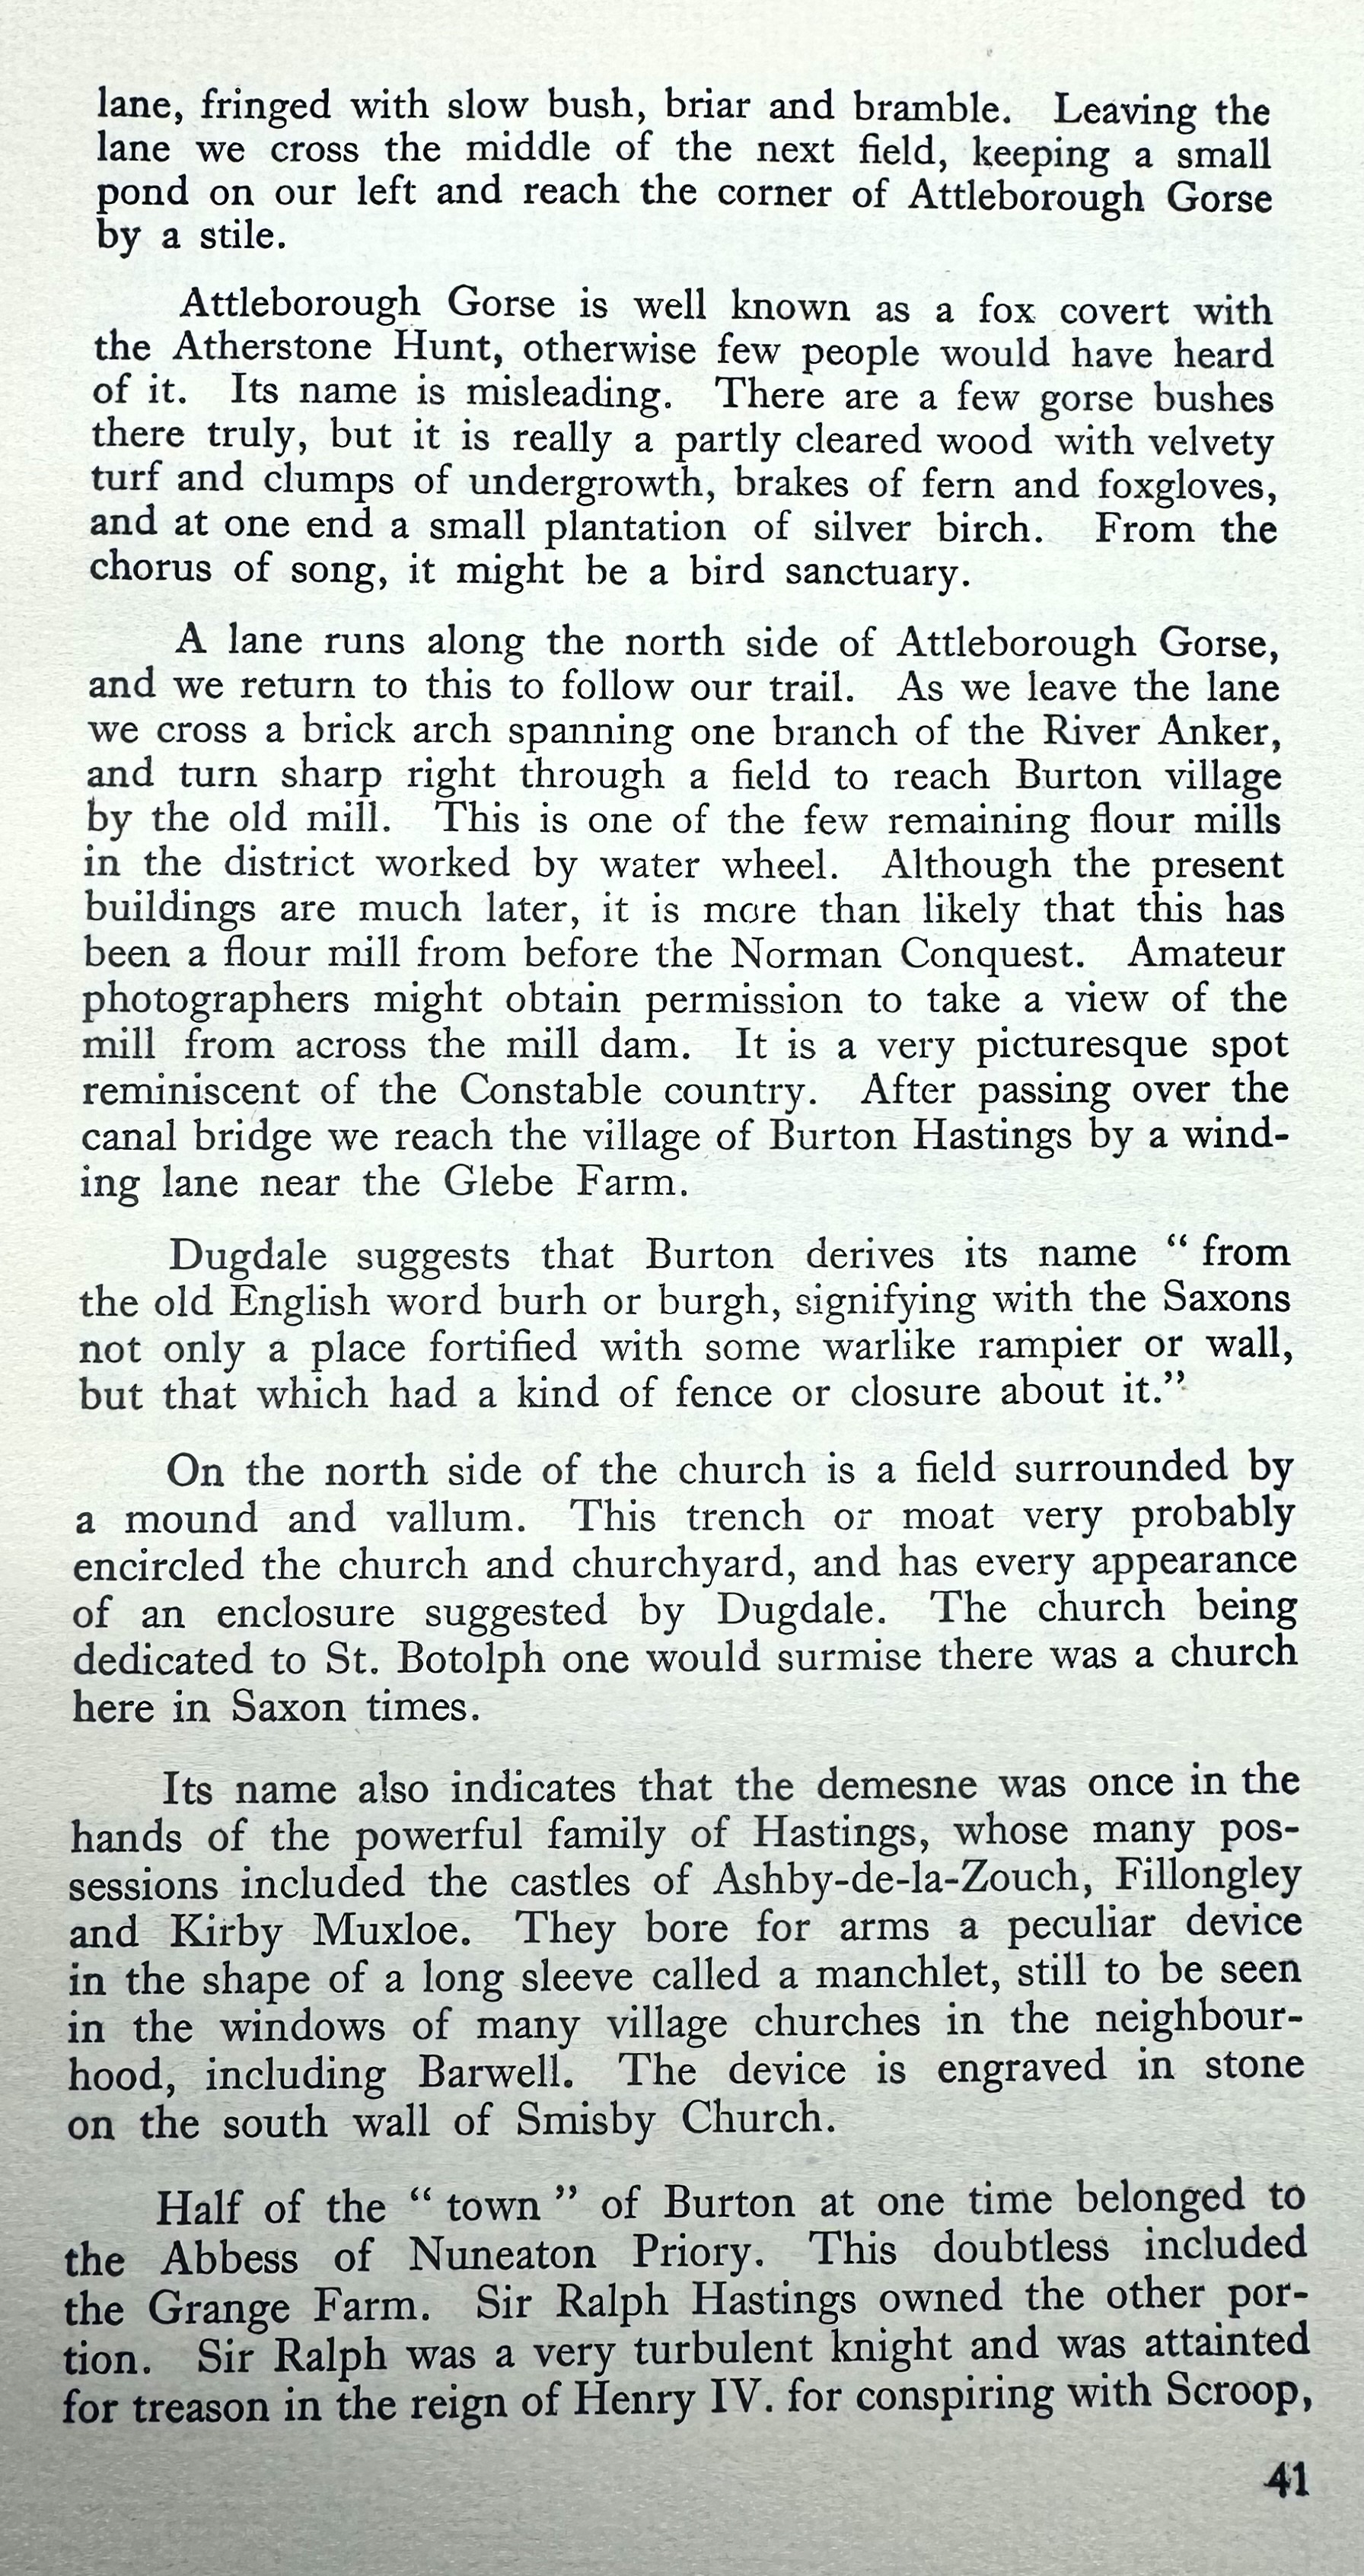 lane, fringed with slow bush, briar and bramble. Leaving the
lane we cross the middle of the next field, keeping a small
pond on our left and reach the corner of Attleborough Gorse
by a stile.
Attleborough Gorse is well known as a fox covert with
the Atherstone Hunt, otherwise few people would have heard
of it. Its name is misleading. There are a few gorse bushes
there truly, but it is really a partly cleared wood with velvety
turf and clumps of undergrowth, brakes of fern and foxgloves,
and at one end a small plantation of silver birch. From the
chorus of song, it might be a bird sanctuary.
A lane runs along the north side of Attleborough Gorse,
and we return to this to follow our trail. As we leave the lane
we cross a brick arch spanning one branch of the River Anker,
and turn sharp right through a field to reach Burton village
by the old mill. This is one of the few remaining flour mills
in the district worked by water wheel. Although the present
buildings are much later, it is more than likely that this has
been a flour mill from before the Norman Conquest. Amateur
photographers might obtain permission to take a view of the
mill from across the mill dam. It is a very picturesque spot
reminiscent of the Constable country. After passing over the
canal bridge we reach the village of Burton Hastings by a wind-
ing lane near the Glebe Farm.
Dugdale suggests that Burton derives its name “ from
the old English word burh or burgh, signifying with the Saxons
not only a place fortified with some warlike rampier or wall,
but that which had a kind of fence or closure about it.”
On the north side of the church is a field surrounded by
a mound and vallum. This trench or moat very probably
encircled the church and churchyard, and has every appearance
of an enclosure suggested by Dugdale. The church being
dedicated to St. Botolph one would surmise there was a church
here in Saxon times.
Its name also indicates that the demesne was once in the
hands of the powerful family of Hastings, whose many pos-
sessions included the castles of Ashby-de-la-Zouch, Fillongley
and Kirby Muxloe. They bore for arms a peculiar device
in the shape of a long sleeve called a manchlet, still to be seen
in the windows of many village churches in the neighbour-
hood, including Barwell. The device is engraved in stone
on the south wall of Smisby Church.
Half of the “ town ” of Burton at one time belonged to
the Abbess of Nuneaton Priory. This doubtless included
the Grange Farm. Sir Ralph Hastings owned the other por-
tion. Sir Ralph was a very turbulent knight and was attainted
for treason in the reign of Henry IV. for conspiring with Scroop,
41